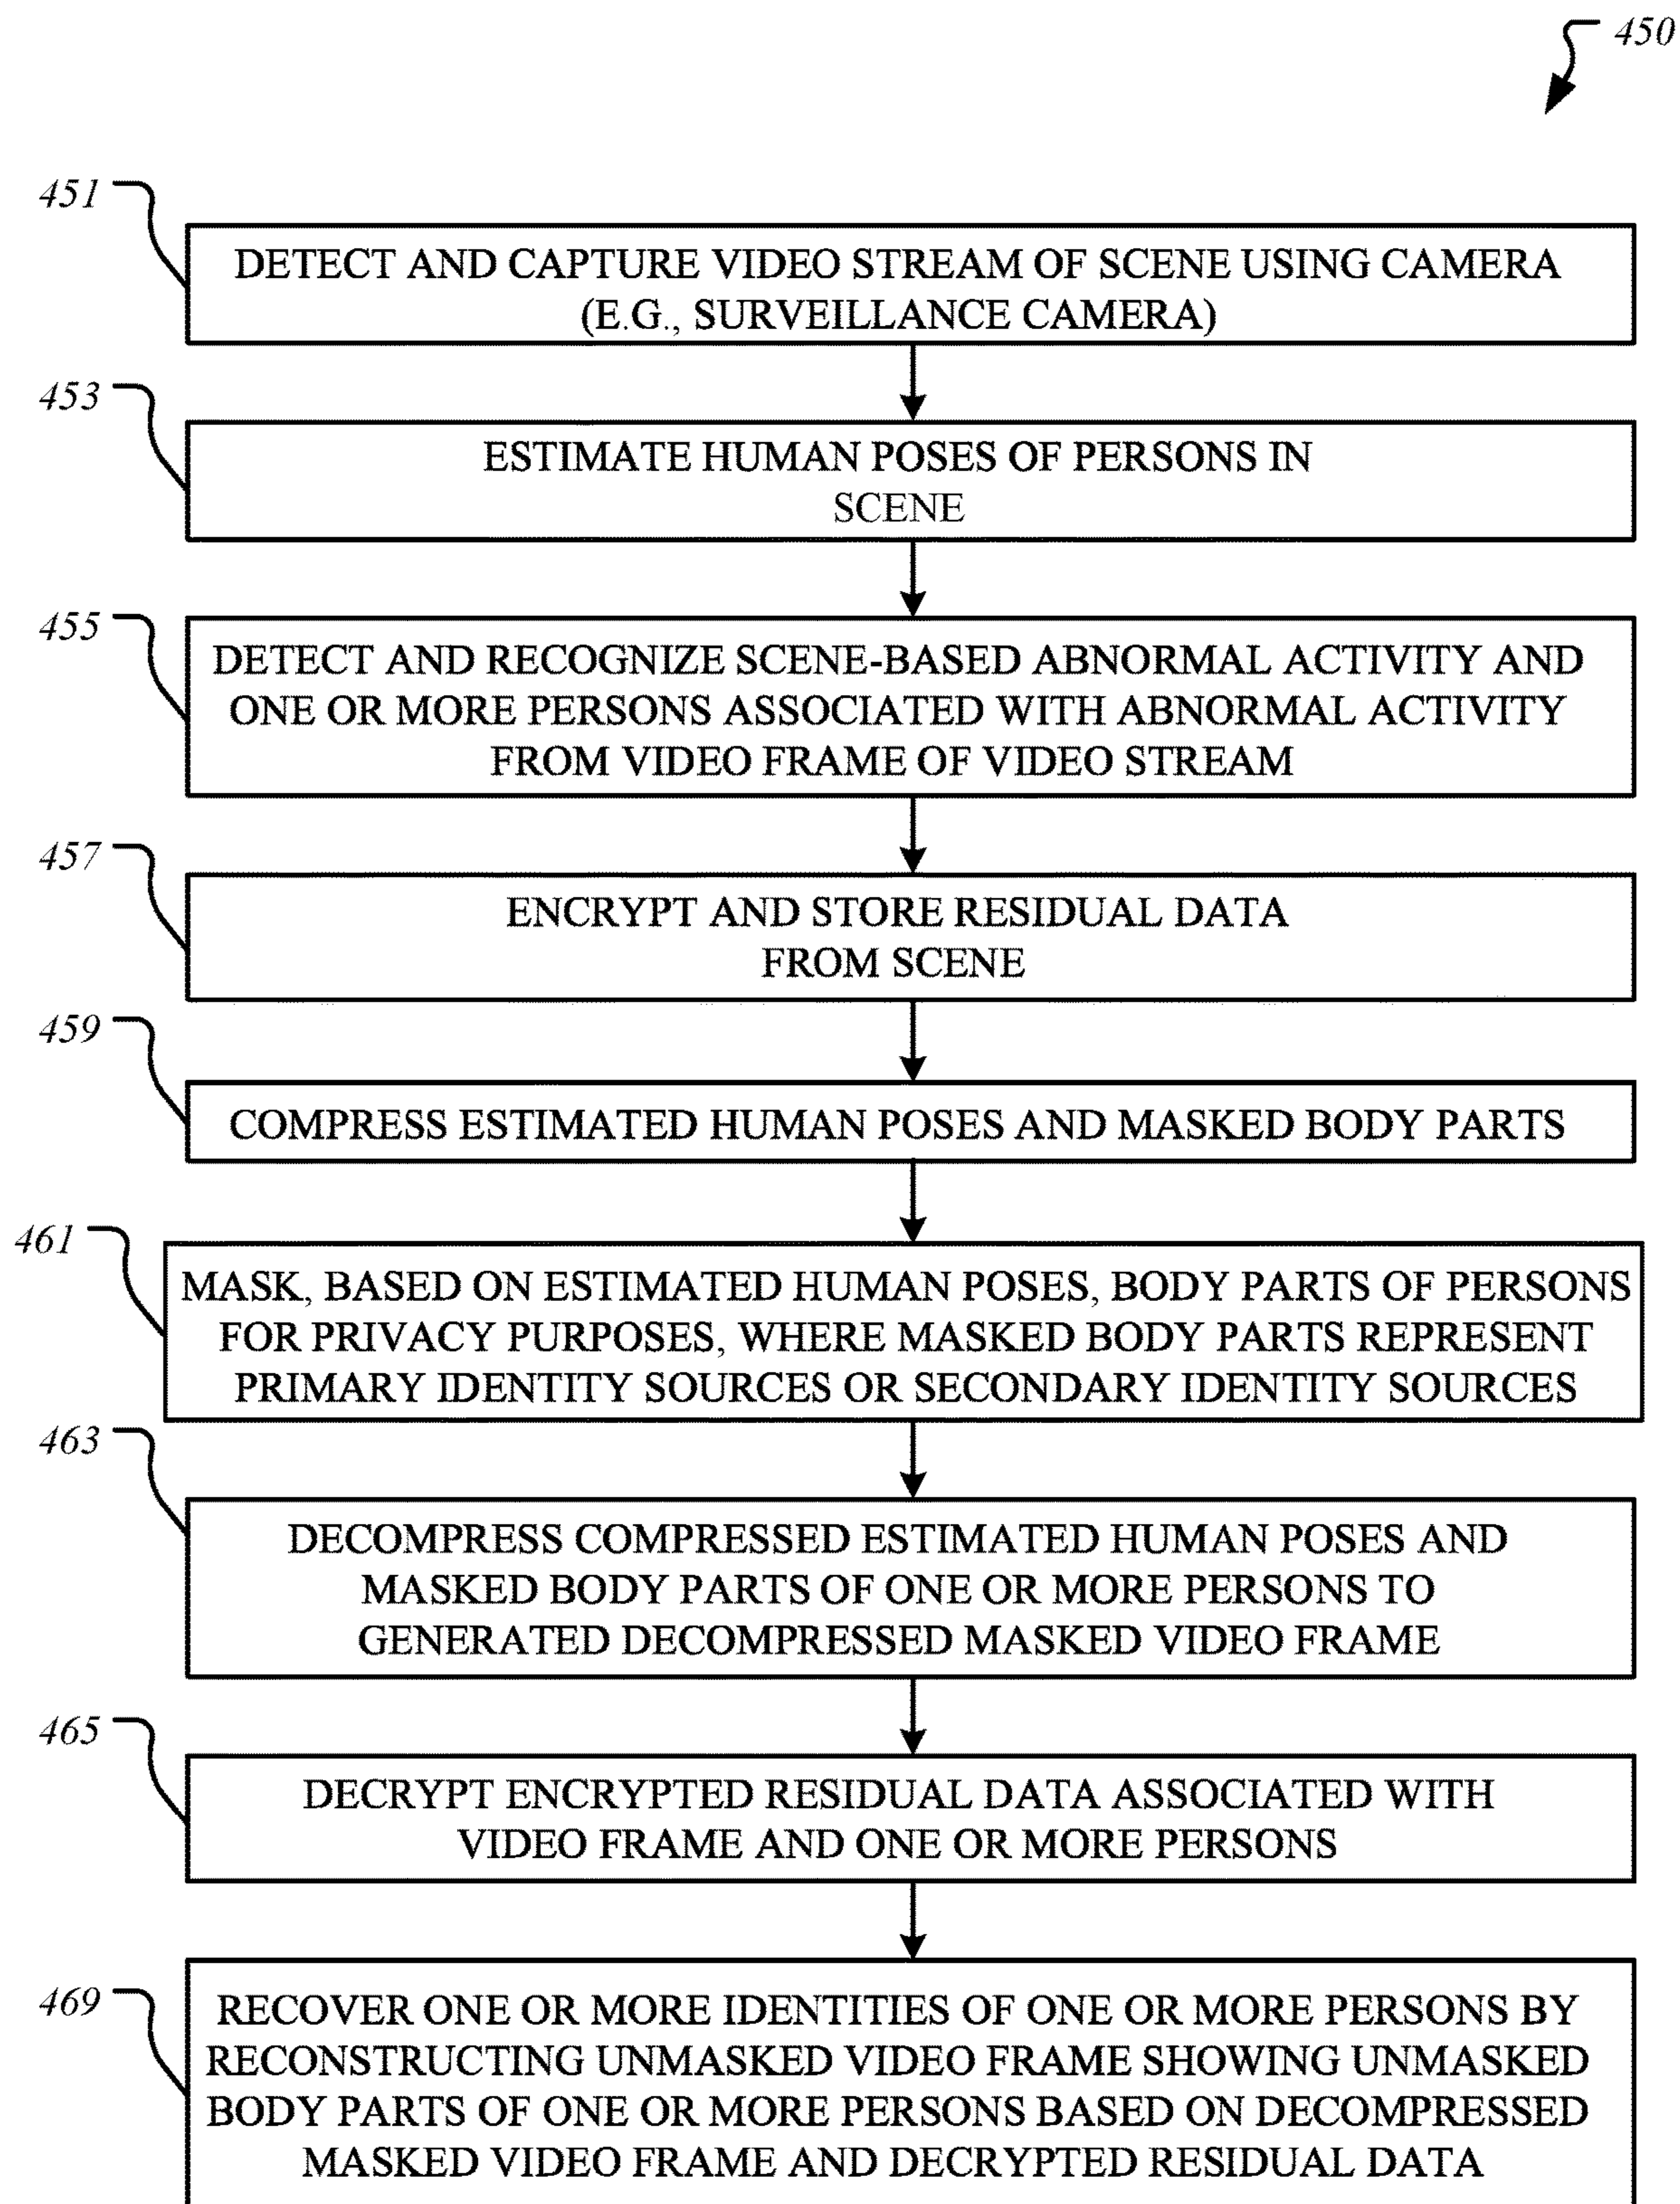 450
451
DETECT AND CAPTURE VIDEO STREAM OF SCENE USING CAMERA
(E.G., SURVEILLANCE CAMERA)
453
ESTIMATE HUMAN POSES OF PERSONS IN
SCENE
455
DETECT AND RECOGNIZE SCENE-BASED ABNORMAL ACTIVITY AND
ONE OR MORE PERSONS ASSOCIATED WITH ABNORMAL ACTIVITY
FROM VIDEO FRAME OF VIDEO STREAM
457
ENCRYPT AND STORE RESIDUAL DATA
FROM SCENE
459
COMPRESS ESTIMATED HUMAN POSES AND MASKED BODY PARTS
461
MASK, BASED ON ESTIMATED HUMAN POSES, BODY PARTS OF PERSONS
FOR PRIVACY PURPOSES, WHERE MASKED BODY PARTS REPRESENT
PRIMARY IDENTITY SOURCES OR SECONDARY IDENTITY SOURCES
463
DECOMPRESS COMPRESSED ESTIMATED HUMAN POSES AND
MASKED BODY PARTS OF ONE OR MORE PERSONS TO
GENERATED DECOMPRESSED MASKED VIDEO FRAME
465
DECRYPT ENCRYPTED RESIDUAL DATA ASSOCIATED WITH
VIDEO FRAME AND ONE OR MORE PERSONS
469
RECOVER ONE OR MORE IDENTITIES OF ONE OR MORE PERSONS BY
RECONSTRUCTING UNMASKED VIDEO FRAME SHOWING UNMASKED
BODY PARTS OF ONE OR MORE PERSONS BASED ON DECOMPRESSED
MASKED VIDEO FRAME AND DECRYPTED RESIDUAL DATA